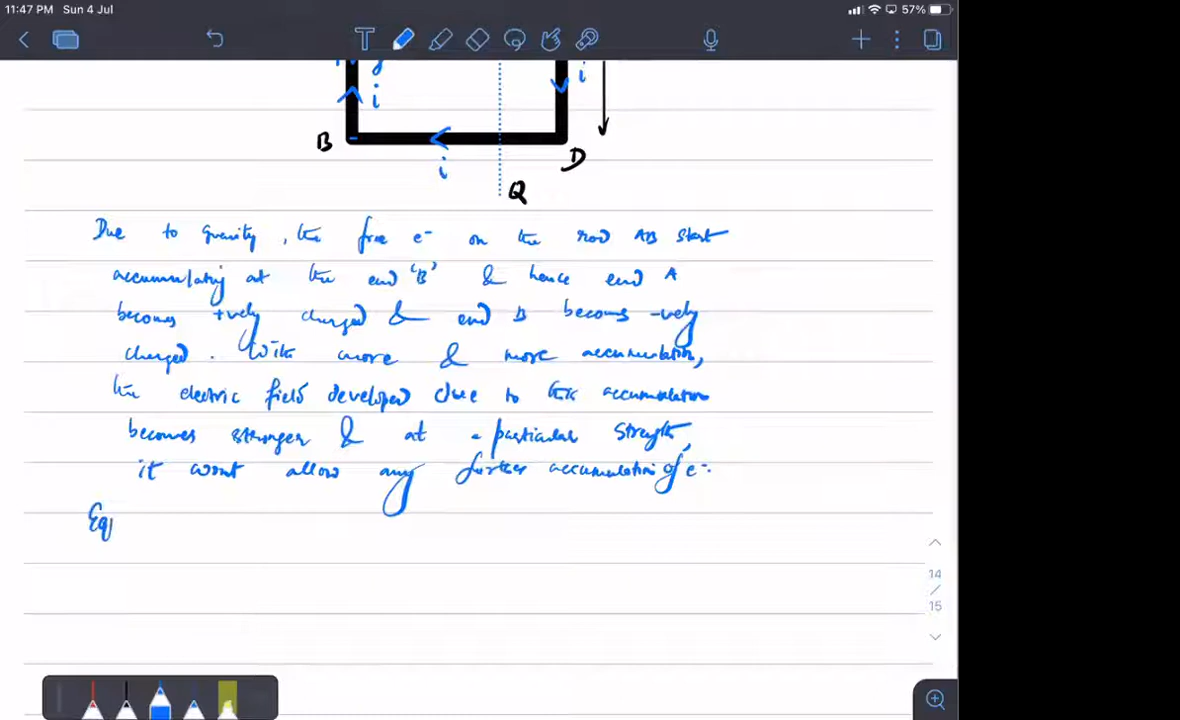 11:47 PM Sun 4 Jul 57%
T
i
i
B
D
i
Q
Due to gravity, the free e- on the rod AB start
accumulating at the end 'B' & hence end A
becomes +vely charged & end B becomes -vely
charged. With more & more accumulation,
the electric field developed due to this accumulation
becomes stronger & at a particular strength,
it wont allow any further accumulation of e-.
Eq
14
/
15